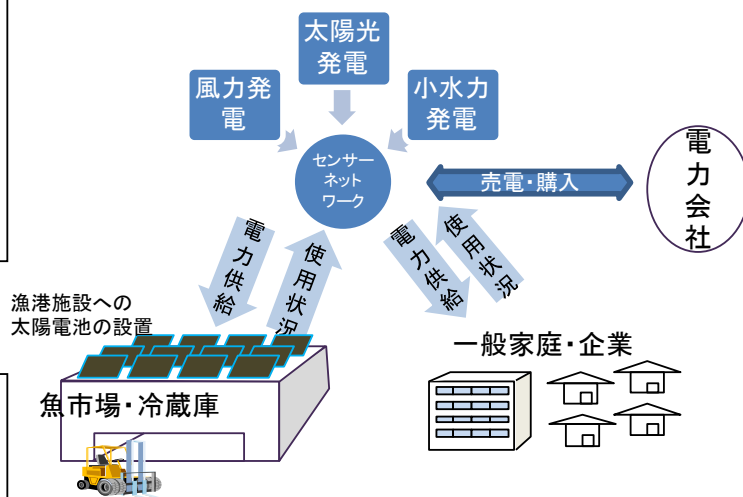 太陽光
発電
風力発
電
小水力
発電
センサー
ネット
ワーク
売電・購入
電力会社
電力供給
使用状況
電力供給
使用状況
漁港施設への
太陽電池の設置
魚市場・冷蔵庫
一般家庭・企業